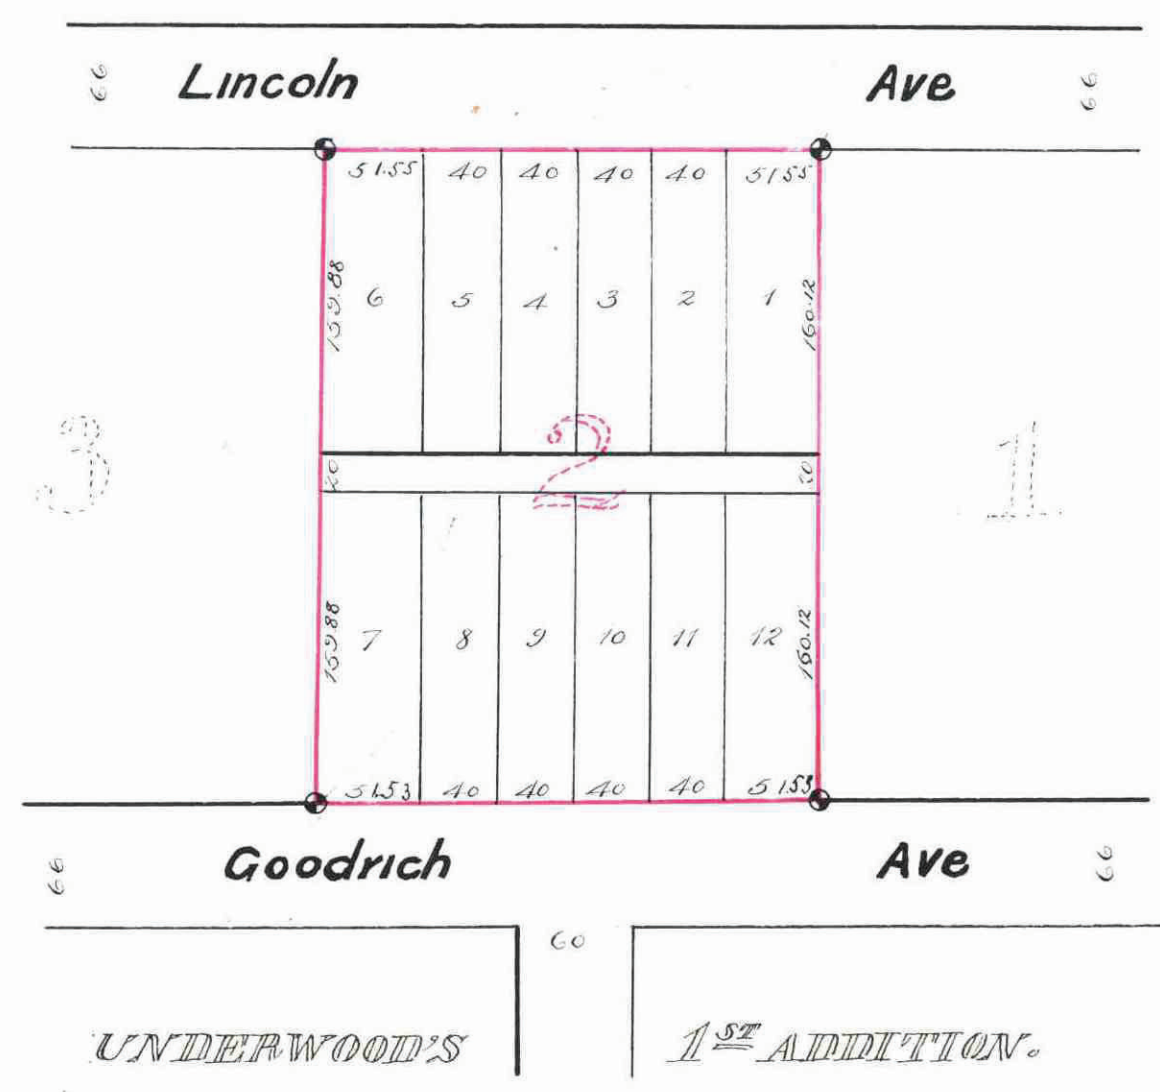 66 Lincoln Ave 66
51.55 40 40 40 40 51.55
159.88 6 5 4 3 2 1 160.12
3 2 1
20 20
159.88 7 8 9 10 11 12 160.12
51.53 40 40 40 40 51.53
66 Goodrich Ave 66
60
UNDERWOOD'S 1ST ADDITION.